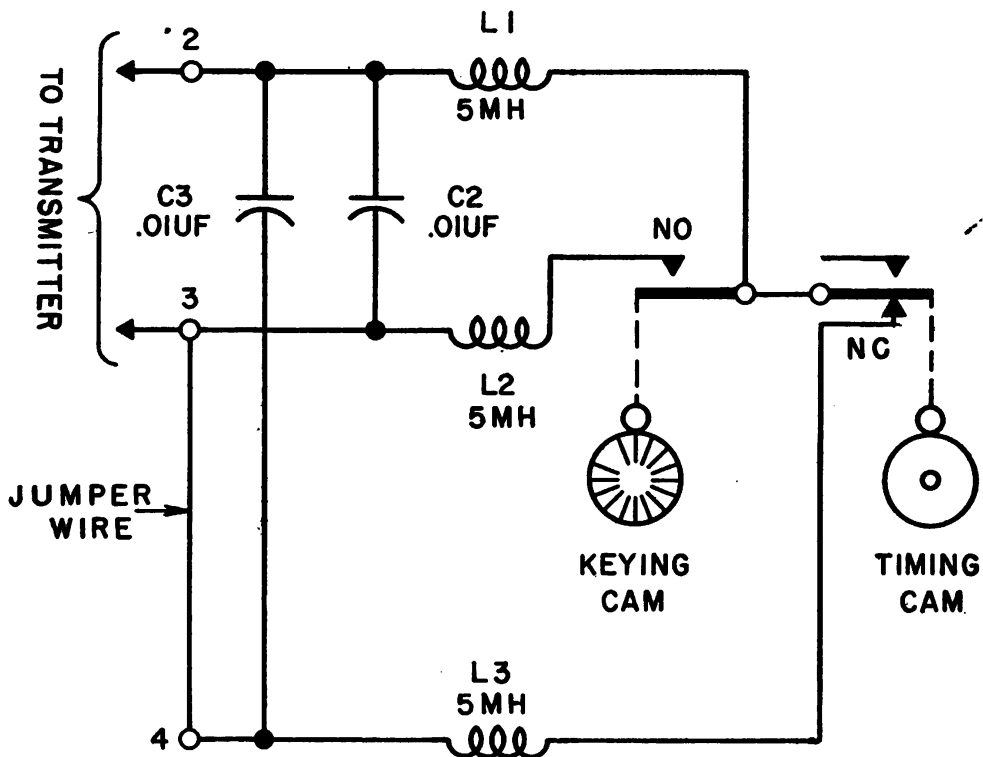 L1
2
5MH
TO TRANSMITTER
C3
.01UF
C2
.01UF
NO
3
NC
L2
5MH
JUMPER
WIRE
KEYING
CAM
TIMING
CAM
L3
5MH
4